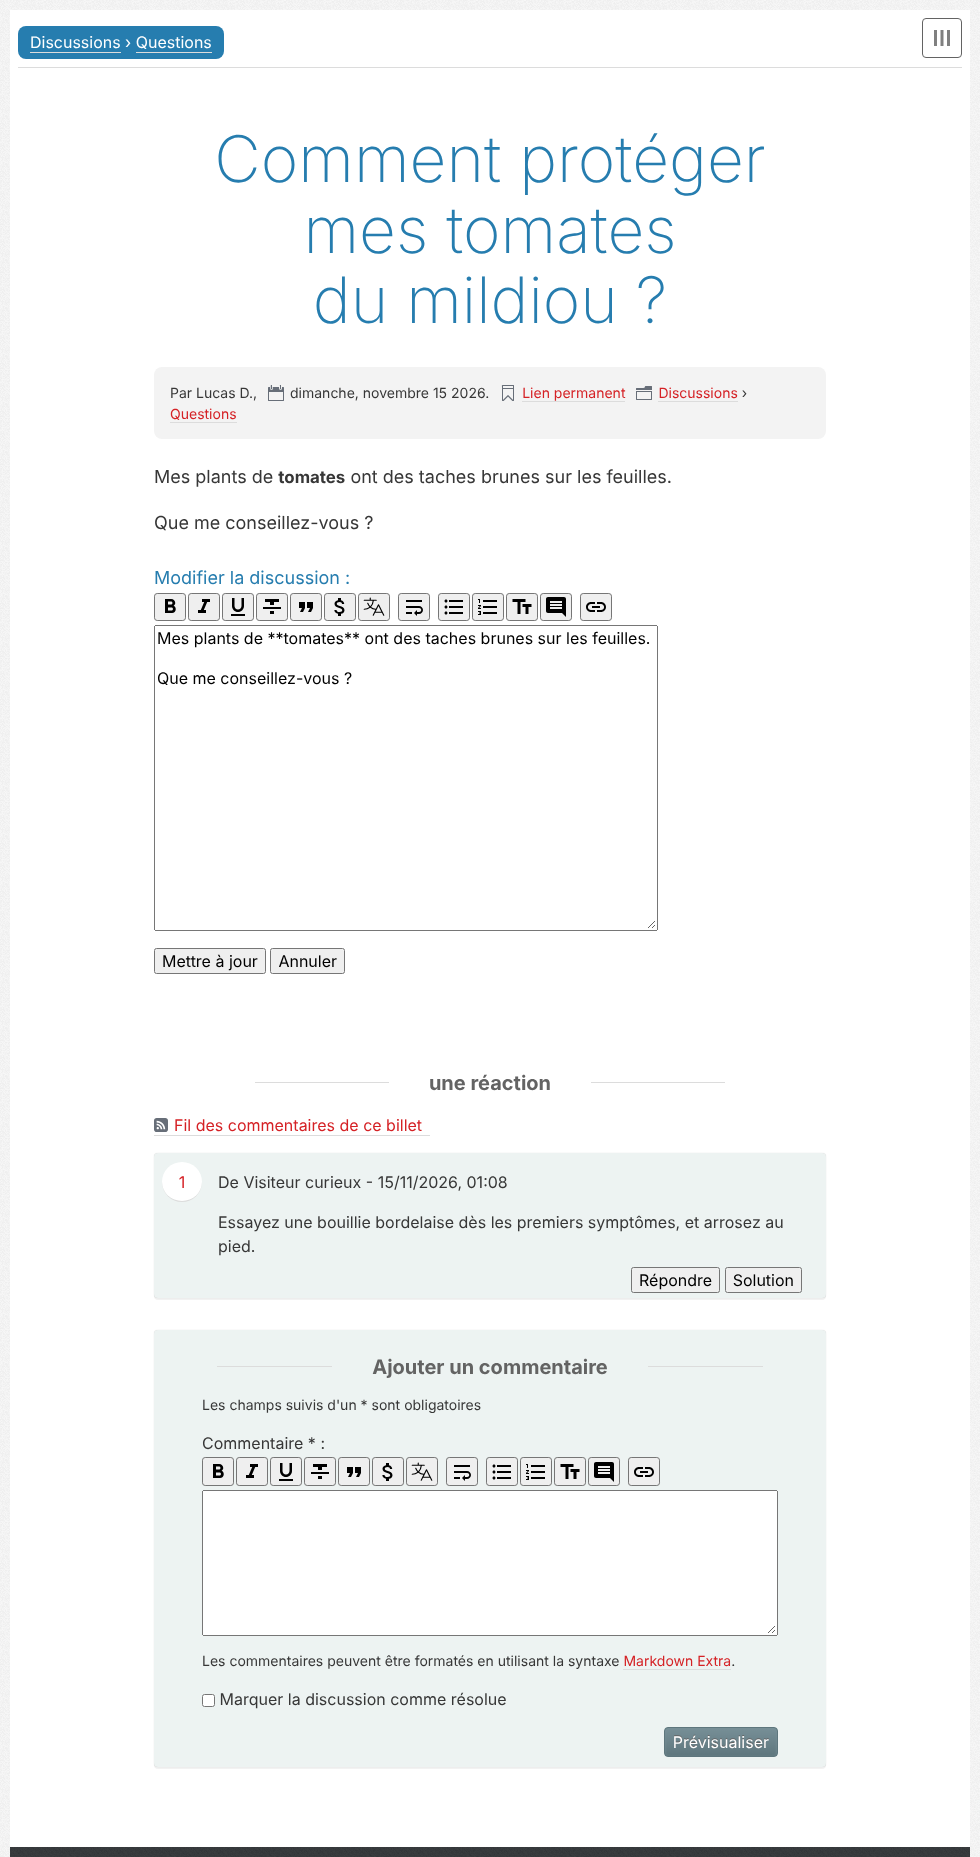 Discussions › Questions
Comment protéger
mes tomates
du mildiou ?
Par Lucas D., dimanche, novembre 15 2026. Lien permanent Discussions ›
Questions
Mes plants de tomates ont des taches brunes sur les feuilles.
Que me conseillez-vous ?
Modifier la discussion :
Mes plants de **tomates** ont des taches brunes sur les feuilles.
Que me conseillez-vous ?
Mettre à jour Annuler
une réaction
Fil des commentaires de ce billet
1 De Visiteur curieux - 15/11/2026, 01:08
Essayez une bouillie bordelaise dès les premiers symptômes, et arrosez au
pied.
Répondre Solution
Ajouter un commentaire
Les champs suivis d'un * sont obligatoires
Commentaire * :
Les commentaires peuvent être formatés en utilisant la syntaxe Markdown Extra.
Marquer la discussion comme résolue
Prévisualiser